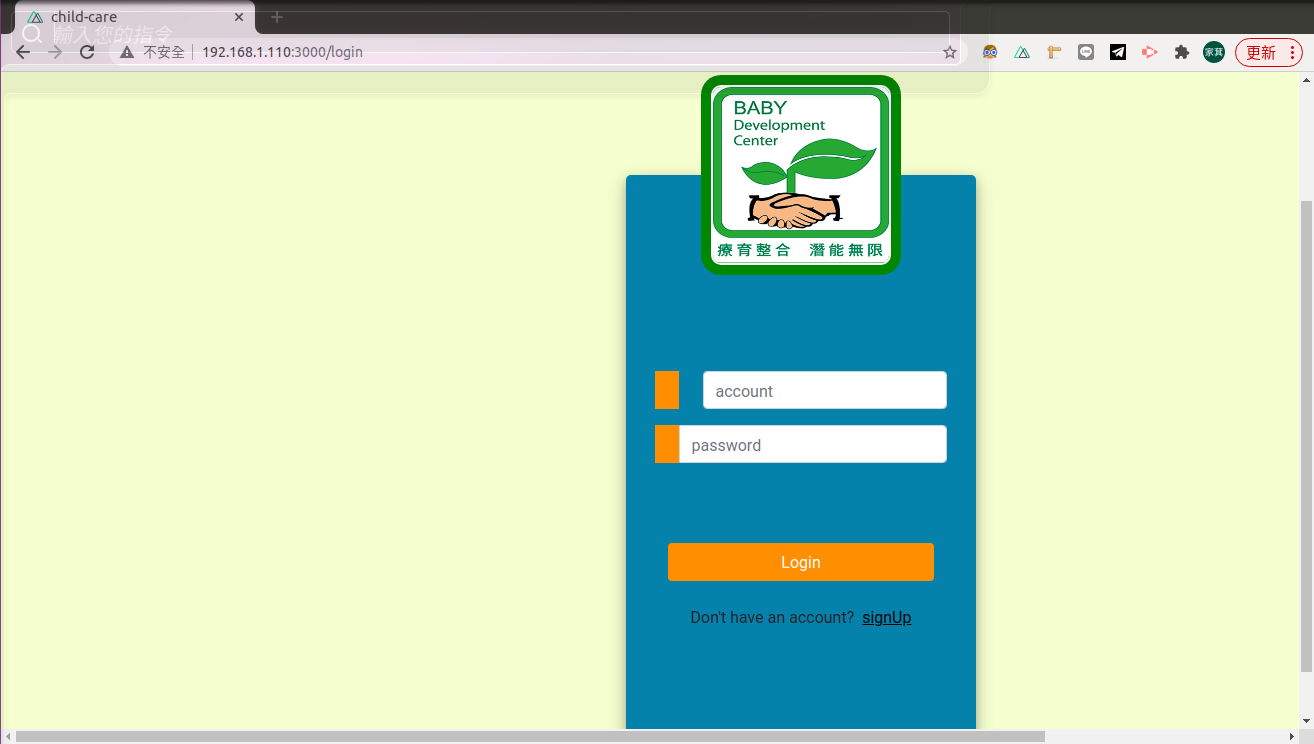 child-care
輸入您的指令
不安全 192.168.1.110:3000/login
家萁
更新
BABY
Development
Center
療育整合 潛能無限
account
password
Login
Don't have an account? signUp